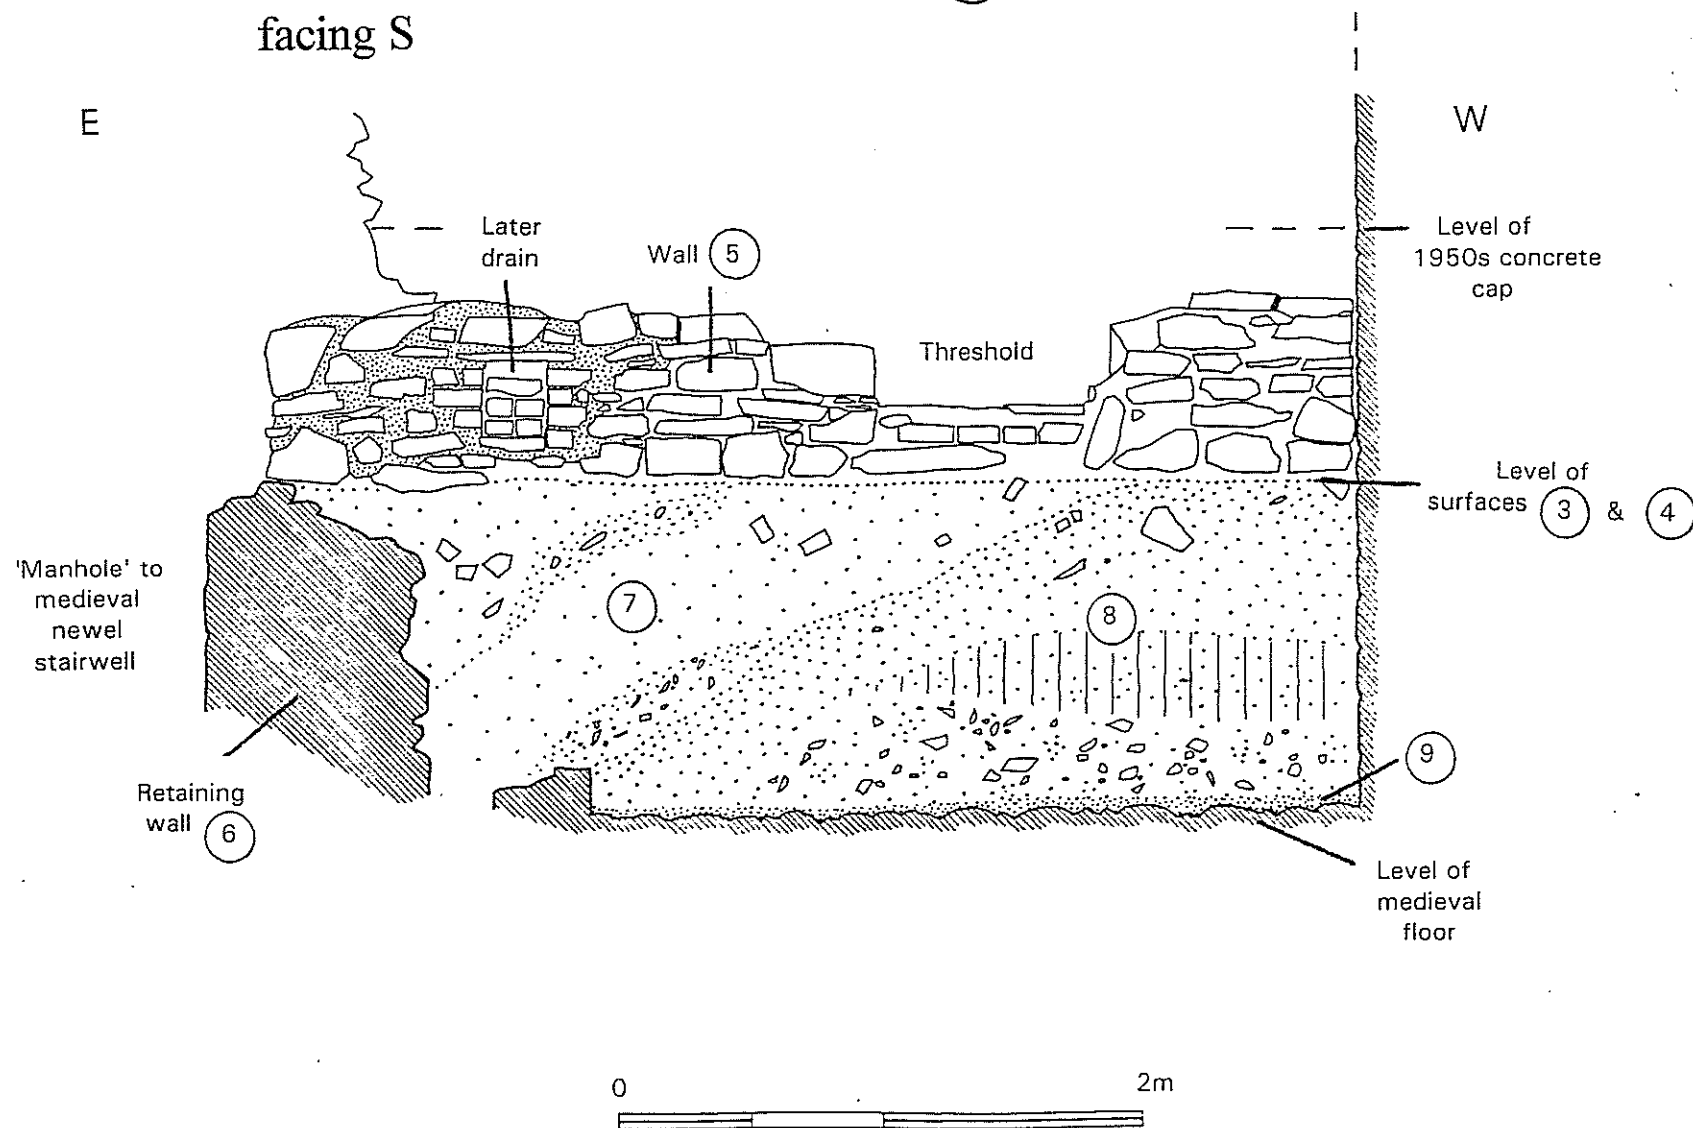 facing S
E
W
Later
drain
Wall 5
Level of
1950s concrete
cap
Threshold
Level of
surfaces 3 & 4
'Manhole' to
medieval
newel
stairwell
7
8
9
Retaining
wall 6
Level of
medieval
floor
0
2m